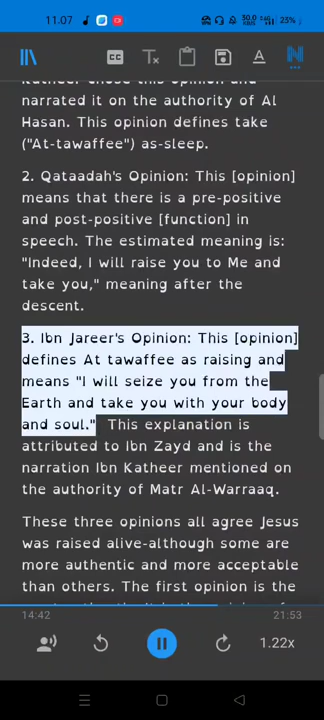 11.07
25%
Katheer chose this opinion and
narrated it on the authority of Al
Hasan. This opinion defines take
("At-tawaffee") as-sleep.
2. Qataadah's Opinion: This [opinion]
means that there is a pre-positive
and post-positive [function] in
speech. The estimated meaning is:
"Indeed, I will raise you to Me and
take you," meaning after the
descent.
3. Ibn Jareer's Opinion: This [opinion]
defines At tawaffee as raising and
means "I will seize you from the
Earth and take you with your body
and soul." This explanation is
attributed to Ibn Zayd and is the
narration Ibn Katheer mentioned on
the authority of Matr Al-Warraaq.
These three opinions all agree Jesus
was raised alive-although some are
more authentic and more acceptable
than others. The first opinion is the
14:42
21:53
1.22x